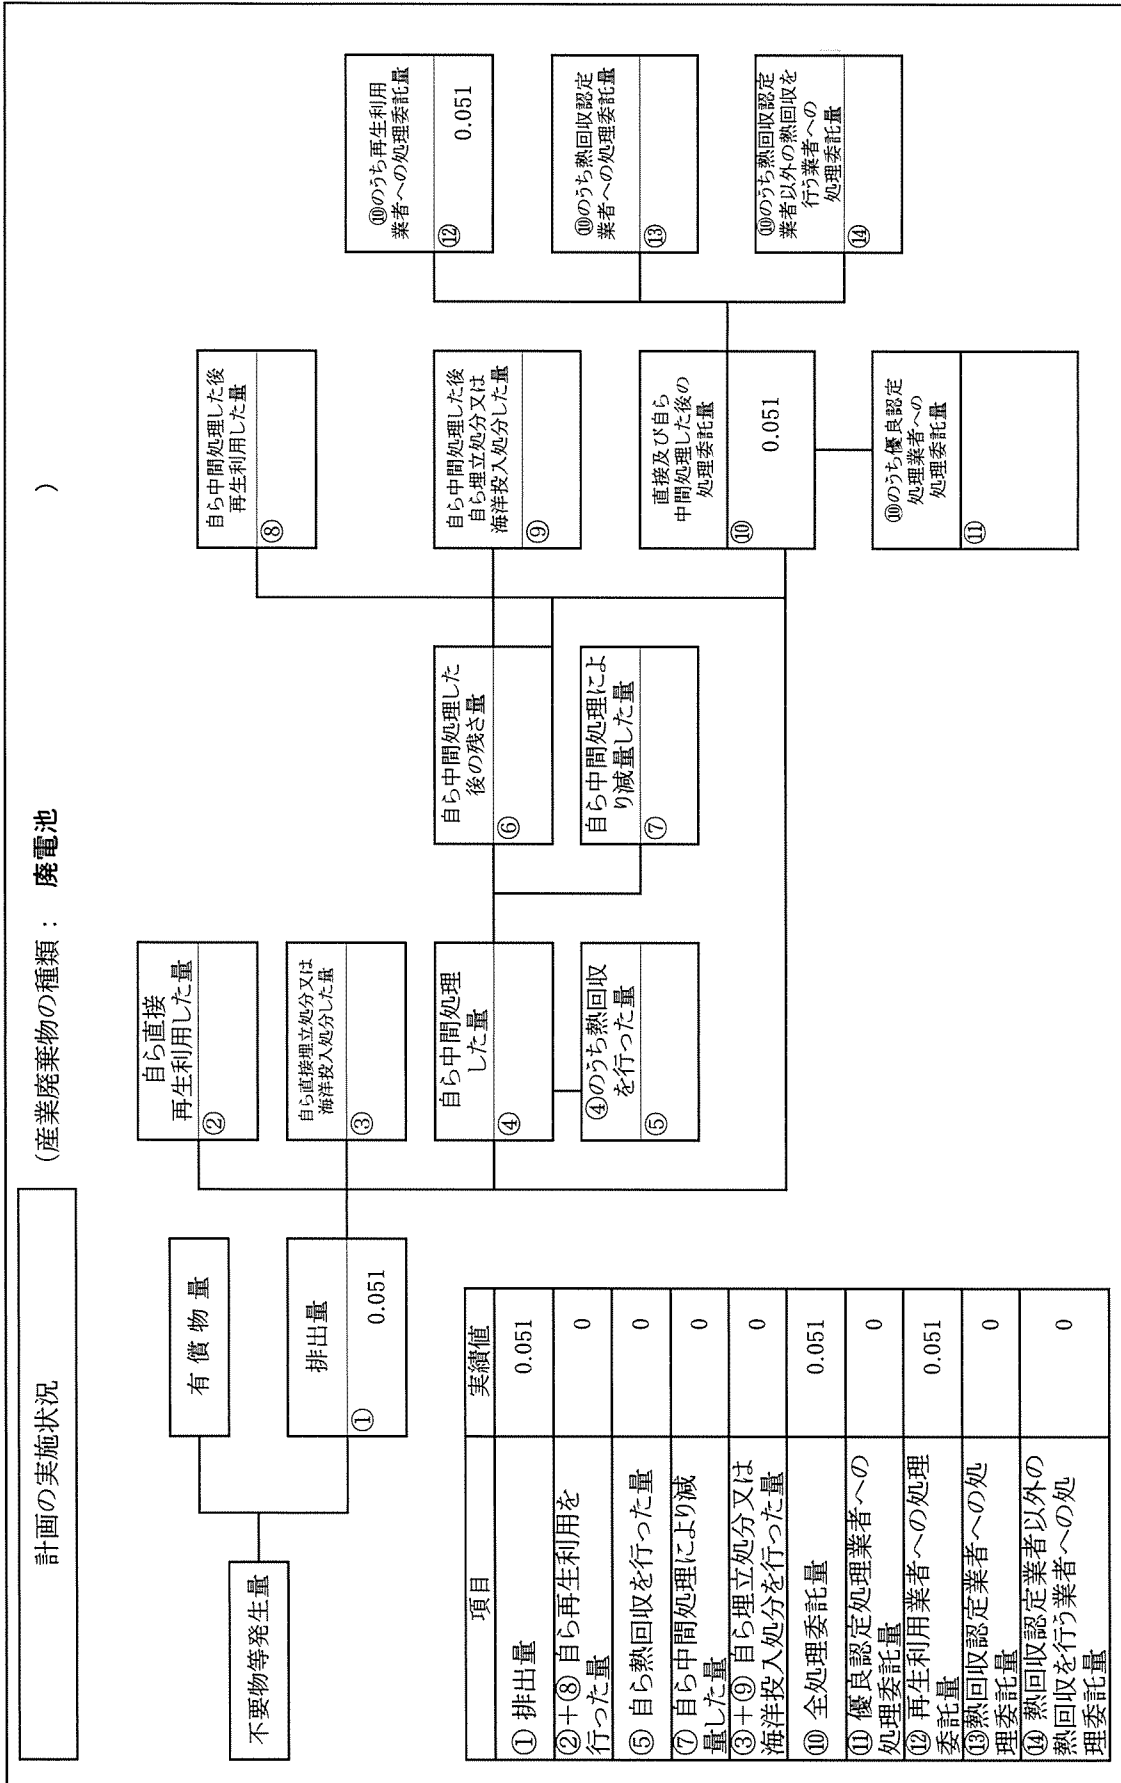 計画の実施状況
(産業廃棄物の種類： 廃電池 )
不要物等発生量
有 償 物 量
排出量
①
0.051
自ら直接
再生利用した量
②
自ら直接埋立処分又は
海洋投入処分した量
③
自ら中間処理
した量
④
④のうち熱回収
を行った量
⑤
自ら中間処理した
後の残さ量
⑥
自ら中間処理によ
り減量した量
⑦
自ら中間処理した後
再生利用した量
⑧
自ら中間処理した後
自ら埋立処分又は
海洋投入処分した量
⑨
直接及び自ら
中間処理した後の
処理委託量
⑩
0.051
⑩のうち優良認定
処理業者への
処理委託量
⑪
⑩のうち再生利用
業者への処理委託量
⑫
0.051
⑩のうち熱回収認定
業者への処理委託量
⑬
⑩のうち熱回収認定
業者以外の熱回収を
行う業者への
処理委託量
⑭
項目 実績値
① 排出量 0.051
②＋⑧ 自ら再生利用を
行った量 0
⑤ 自ら熱回収を行った量 0
⑦ 自ら中間処理により減
量した量 0
③＋⑨ 自ら埋立処分又は
海洋投入処分を行った量 0
⑩ 全処理委託量 0.051
⑪ 優良認定処理業者への
処理委託量 0
⑫ 再生利用業者への処理
委託量 0.051
⑬熱回収認定業者への処
理委託量 0
⑭ 熱回収認定業者以外の
熱回収を行う業者への処
理委託量 0